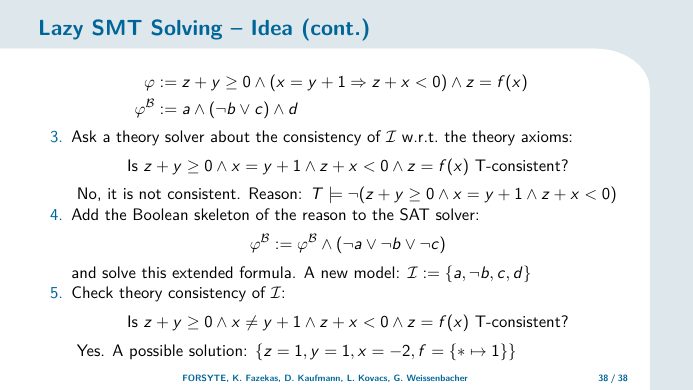 Lazy SMT Solving – Idea (cont.)
φ := z + y ≥ 0 ∧ (x = y + 1 ⇒ z + x < 0) ∧ z = f(x)
φᴮ := a ∧ (¬b ∨ c) ∧ d
3. Ask a theory solver about the consistency of ℐ w.r.t. the theory axioms:
Is z + y ≥ 0 ∧ x = y + 1 ∧ z + x < 0 ∧ z = f(x) T-consistent?
No, it is not consistent. Reason: T ⊨ ¬(z + y ≥ 0 ∧ x = y + 1 ∧ z + x < 0)
4. Add the Boolean skeleton of the reason to the SAT solver:
φᴮ := φᴮ ∧ (¬a ∨ ¬b ∨ ¬c)
and solve this extended formula. A new model: ℐ := {a, ¬b, c, d}
5. Check theory consistency of ℐ:
Is z + y ≥ 0 ∧ x ≠ y + 1 ∧ z + x < 0 ∧ z = f(x) T-consistent?
Yes. A possible solution: {z = 1, y = 1, x = −2, f = {∗ ↦ 1}}
FORSYTE, K. Fazekas, D. Kaufmann, L. Kovacs, G. Weissenbacher 38 / 38